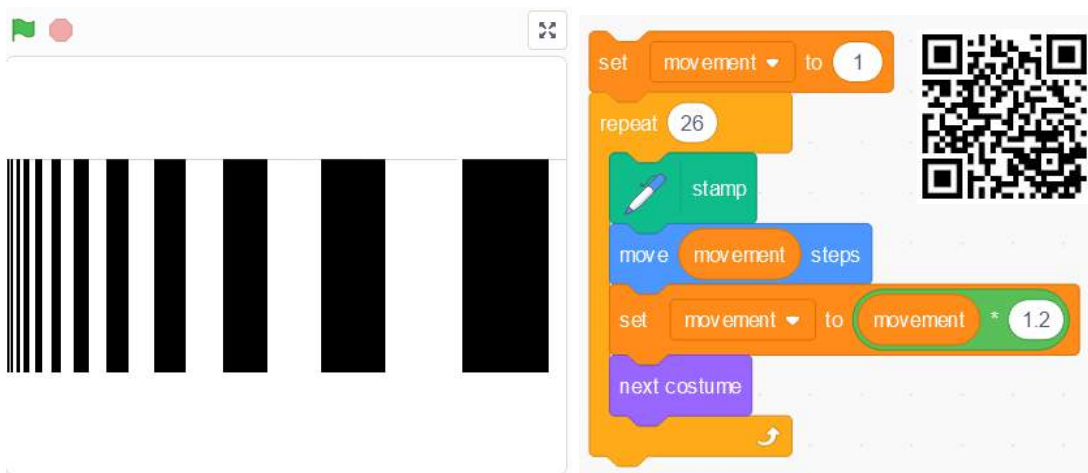 set movement to 1
repeat 26
stamp
move movement steps
set movement to movement * 1.2
next costume